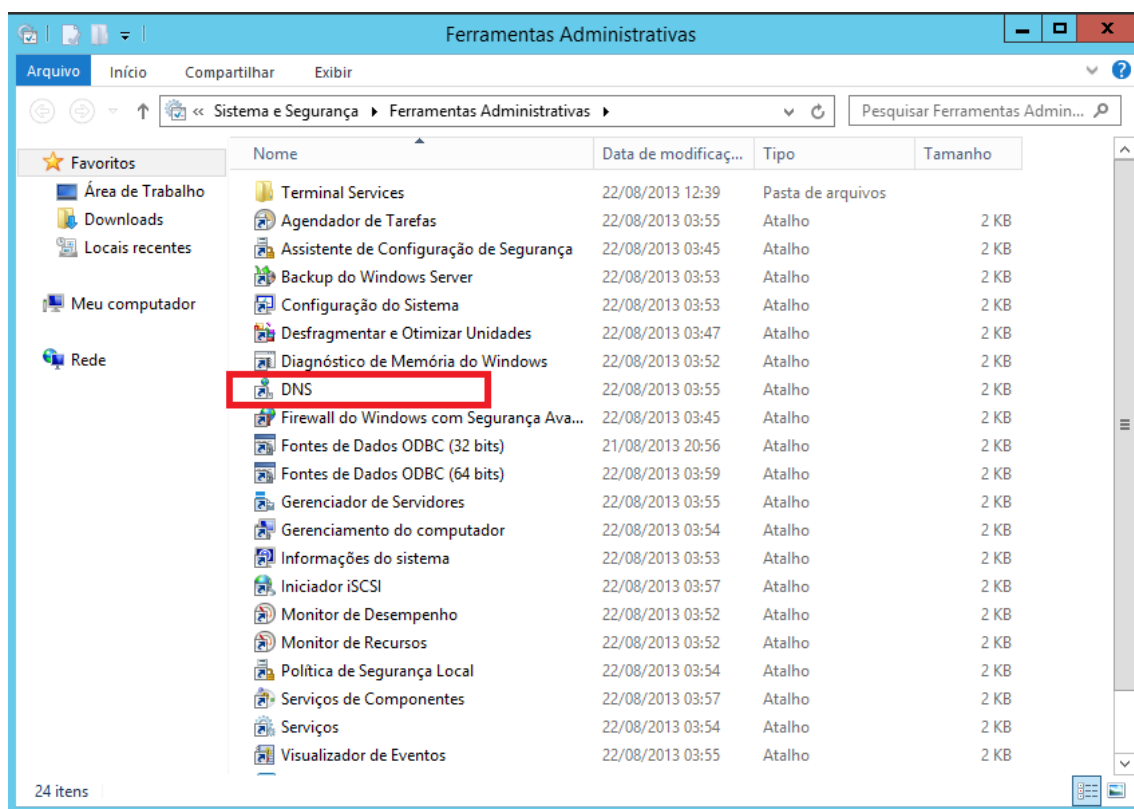 Ferramentas Administrativas
Arquivo Início Compartilhar Exibir
« Sistema e Segurança Ferramentas Administrativas Pesquisar Ferramentas Admin...
Favoritos
Área de Trabalho
Downloads
Locais recentes
Meu computador
Rede
Nome Data de modificaç... Tipo Tamanho
Terminal Services 22/08/2013 12:39 Pasta de arquivos
Agendador de Tarefas 22/08/2013 03:55 Atalho 2 KB
Assistente de Configuração de Segurança 22/08/2013 03:45 Atalho 2 KB
Backup do Windows Server 22/08/2013 03:53 Atalho 2 KB
Configuração do Sistema 22/08/2013 03:53 Atalho 2 KB
Desfragmentar e Otimizar Unidades 22/08/2013 03:47 Atalho 2 KB
Diagnóstico de Memória do Windows 22/08/2013 03:52 Atalho 2 KB
DNS 22/08/2013 03:55 Atalho 2 KB
Firewall do Windows com Segurança Ava... 22/08/2013 03:45 Atalho 2 KB
Fontes de Dados ODBC (32 bits) 21/08/2013 20:56 Atalho 2 KB
Fontes de Dados ODBC (64 bits) 22/08/2013 03:59 Atalho 2 KB
Gerenciador de Servidores 22/08/2013 03:55 Atalho 2 KB
Gerenciamento do computador 22/08/2013 03:54 Atalho 2 KB
Informações do sistema 22/08/2013 03:53 Atalho 2 KB
Iniciador iSCSI 22/08/2013 03:57 Atalho 2 KB
Monitor de Desempenho 22/08/2013 03:52 Atalho 2 KB
Monitor de Recursos 22/08/2013 03:52 Atalho 2 KB
Política de Segurança Local 22/08/2013 03:54 Atalho 2 KB
Serviços de Componentes 22/08/2013 03:57 Atalho 2 KB
Serviços 22/08/2013 03:54 Atalho 2 KB
Visualizador de Eventos 22/08/2013 03:55 Atalho 2 KB
24 itens